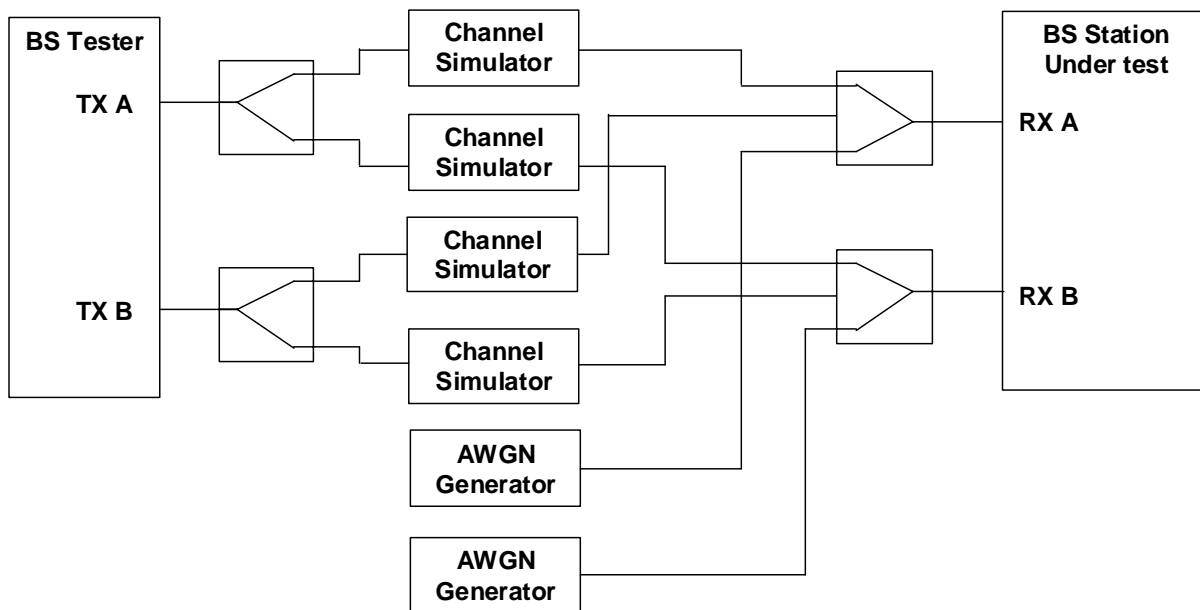 BS Tester
TX A
TX B
Channel
Simulator
Channel
Simulator
Channel
Simulator
Channel
Simulator
AWGN
Generator
AWGN
Generator
BS Station
Under test
RX A
RX B